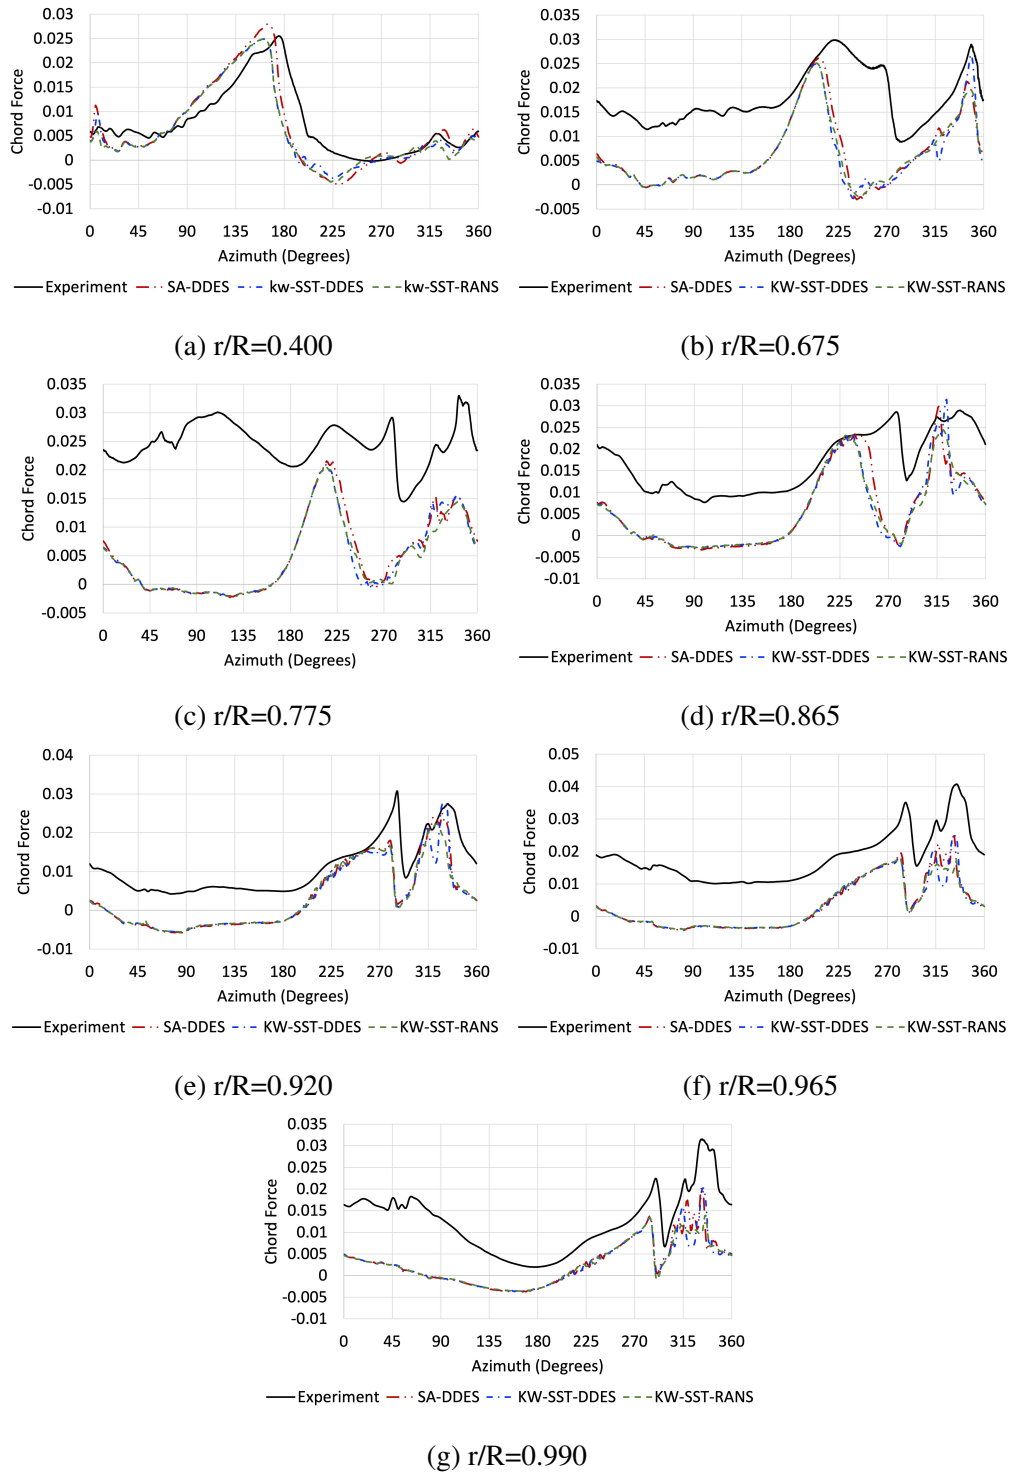 0.03
0.025
0.02
0.015
0.01
0.005
0
-0.005
-0.01
Chord Force
0 45 90 135 180 225 270 315 360
Azimuth (Degrees)
Experiment SA-DDES kw-SST-DDES kw-SST-RANS
(a) r/R=0.400
0.035
0.03
0.025
0.02
0.015
0.01
0.005
0
-0.005
Chord Force
0 45 90 135 180 225 270 315 360
Azimuth (Degrees)
Experiment SA-DDES KW-SST-DDES KW-SST-RANS
(b) r/R=0.675
0.035
0.03
0.025
0.02
0.015
0.01
0.005
0
-0.005
Chord Force
0 45 90 135 180 225 270 315 360
Azimuth (Degrees)
Experiment SA-DDES KW-SST-DDES KW-SST-RANS
(c) r/R=0.775
0.035
0.03
0.025
0.02
0.015
0.01
0.005
0
-0.005
-0.01
Chord Force
0 45 90 135 180 225 270 315 360
Azimuth (Degrees)
Experiment SA-DDES KW-SST-DDES KW-SST-RANS
(d) r/R=0.865
0.04
0.03
0.02
0.01
0
-0.01
Chord Force
0 45 90 135 180 225 270 315 360
Azimuth (Degrees)
Experiment SA-DDES KW-SST-DDES KW-SST-RANS
(e) r/R=0.920
0.05
0.04
0.03
0.02
0.01
0
-0.01
Chord Force
0 45 90 135 180 225 270 315 360
Azimuth (Degrees)
Experiment SA-DDES KW-SST-DDES KW-SST-RANS
(f) r/R=0.965
0.035
0.03
0.025
0.02
0.015
0.01
0.005
0
-0.005
-0.01
Chord Force
0 45 90 135 180 225 270 315 360
Azimuth (Degrees)
Experiment SA-DDES KW-SST-DDES KW-SST-RANS
(g) r/R=0.990